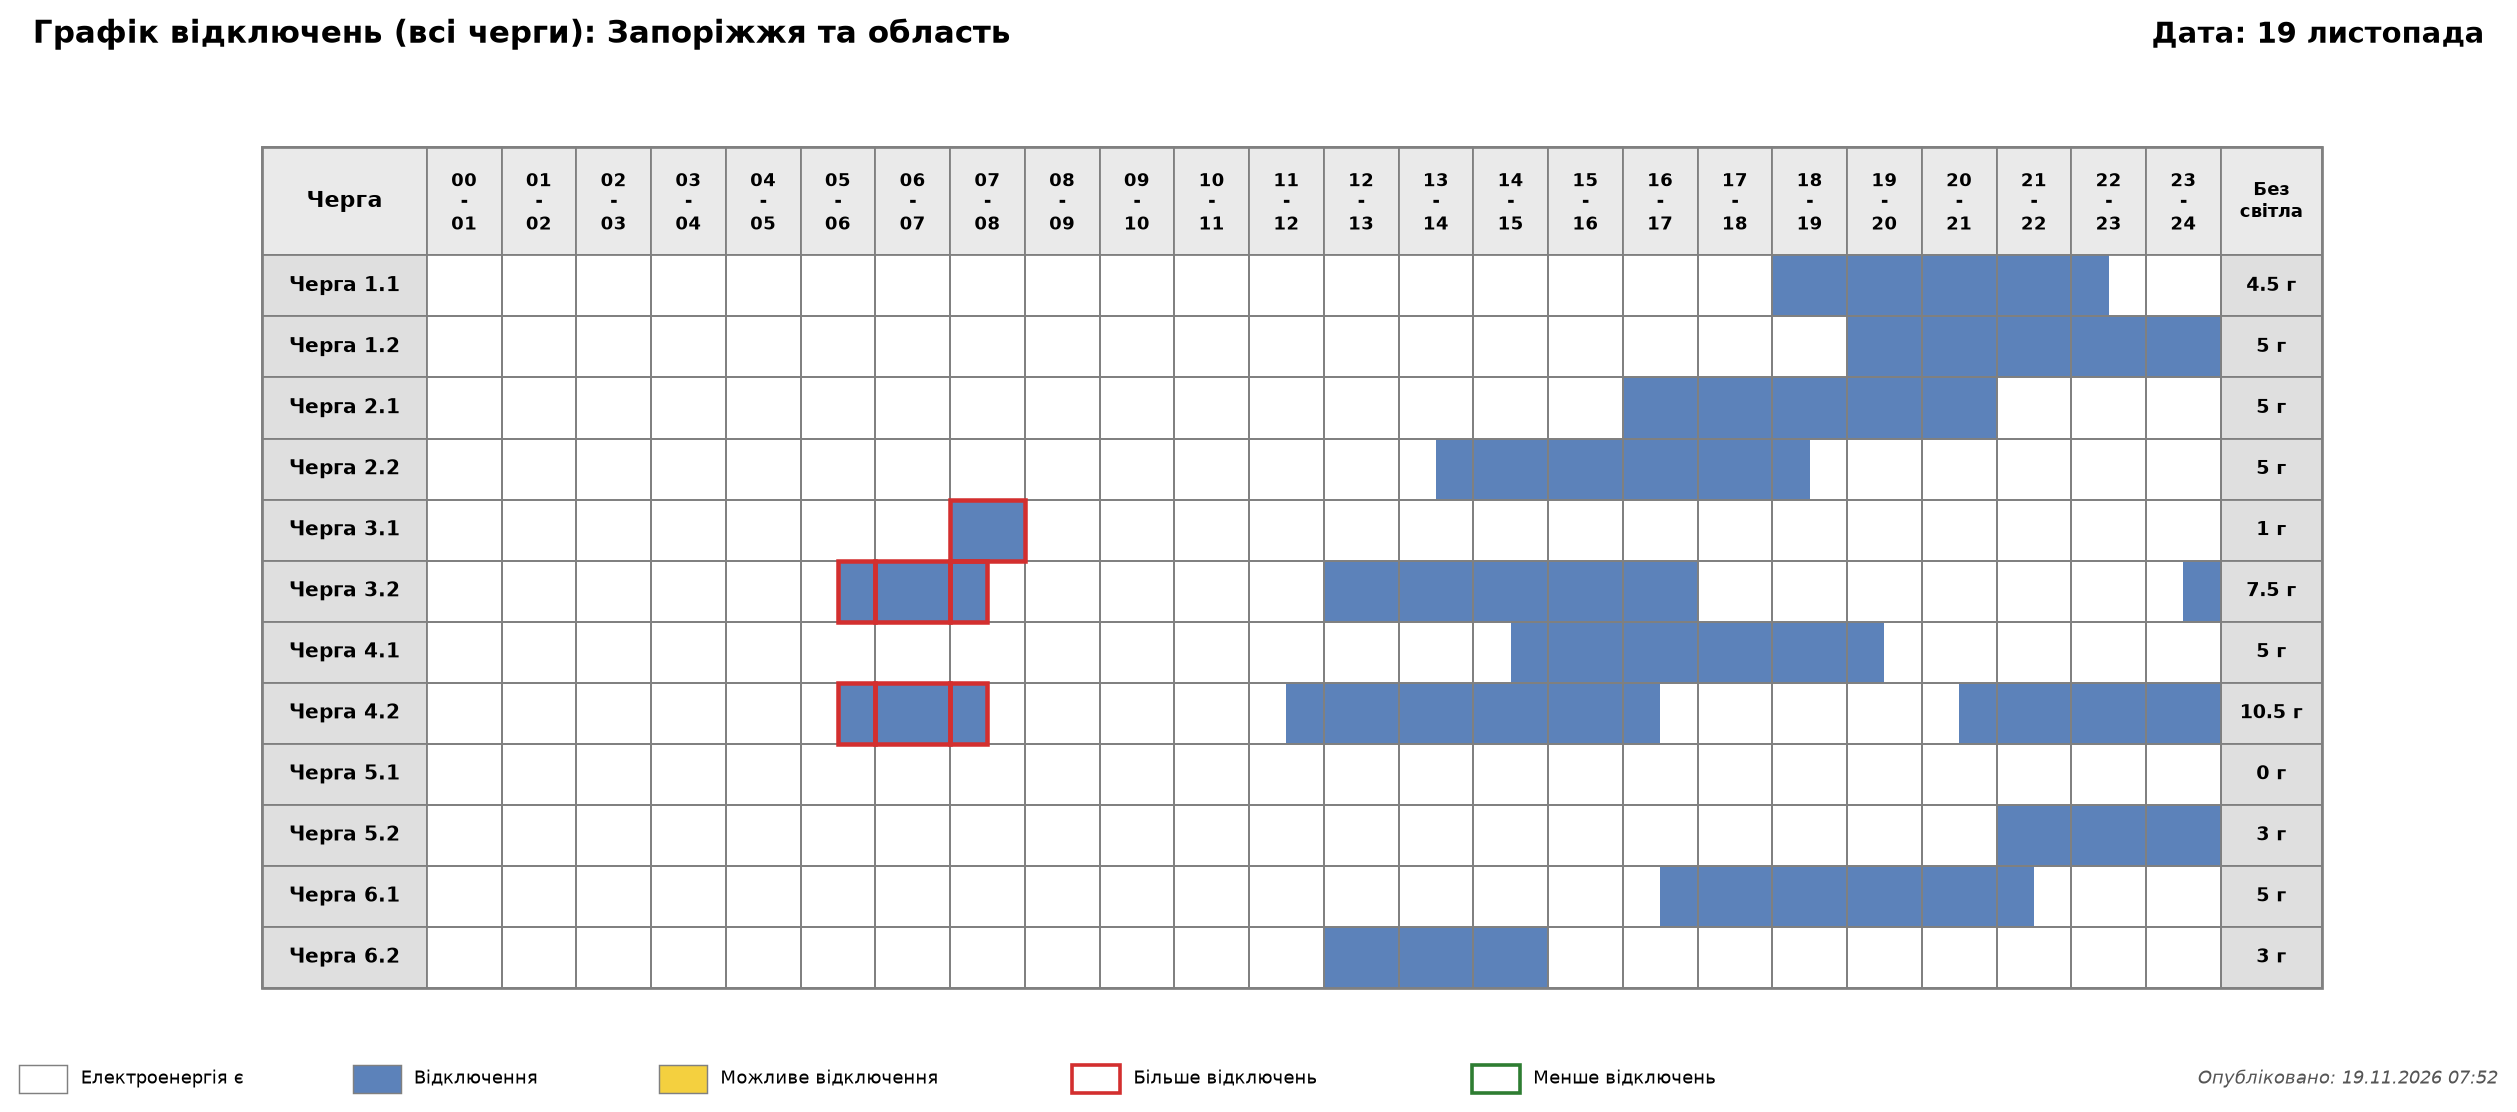 Графік відключень (всі черги): Запоріжжя та область
Дата: 19 листопада
Черга
00 - 01
01 - 02
02 - 03
03 - 04
04 - 05
05 - 06
06 - 07
07 - 08
08 - 09
09 - 10
10 - 11
11 - 12
12 - 13
13 - 14
14 - 15
15 - 16
16 - 17
17 - 18
18 - 19
19 - 20
20 - 21
21 - 22
22 - 23
23 - 24
Без світла
Черга 1.1 4.5 г
Черга 1.2 5 г
Черга 2.1 5 г
Черга 2.2 5 г
Черга 3.1 1 г
Черга 3.2 7.5 г
Черга 4.1 5 г
Черга 4.2 10.5 г
Черга 5.1 0 г
Черга 5.2 3 г
Черга 6.1 5 г
Черга 6.2 3 г
Електроенергія є
Відключення
Можливе відключення
Більше відключень
Менше відключень
Опубліковано: 19.11.2026 07:52